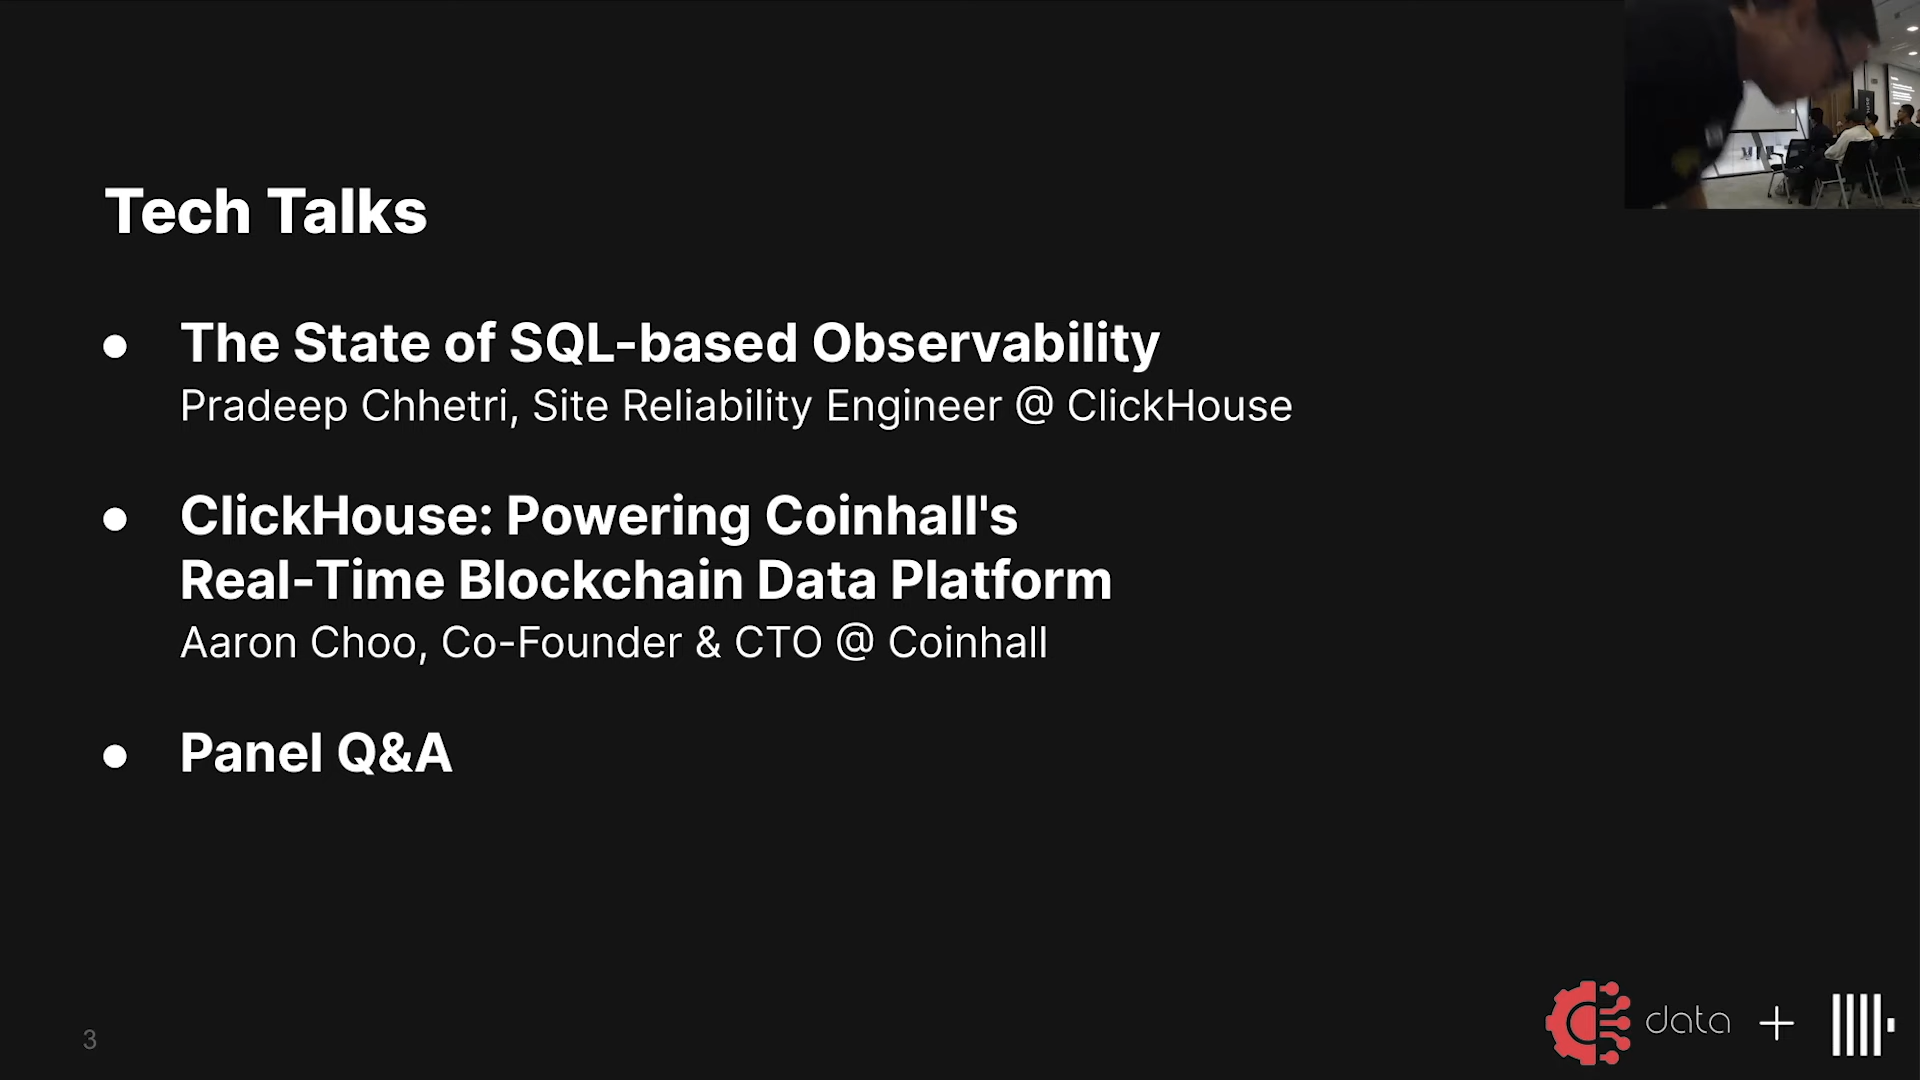 Tech Talks
● The State of SQL-based Observability
Pradeep Chhetri, Site Reliability Engineer @ ClickHouse
● ClickHouse: Powering Coinhall's
Real-Time Blockchain Data Platform
Aaron Choo, Co-Founder & CTO @ Coinhall
● Panel Q&A
3
data +